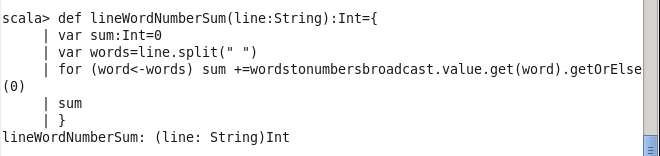 scala> def lineWordNumberSum(line:String):Int={
     | var sum:Int=0
     | var words=line.split(" ")
     | for (word<-words) sum +=wordstonumbersbroadcast.value.get(word).getOrElse
(0)
     | sum
     | }
lineWordNumberSum: (line: String)Int